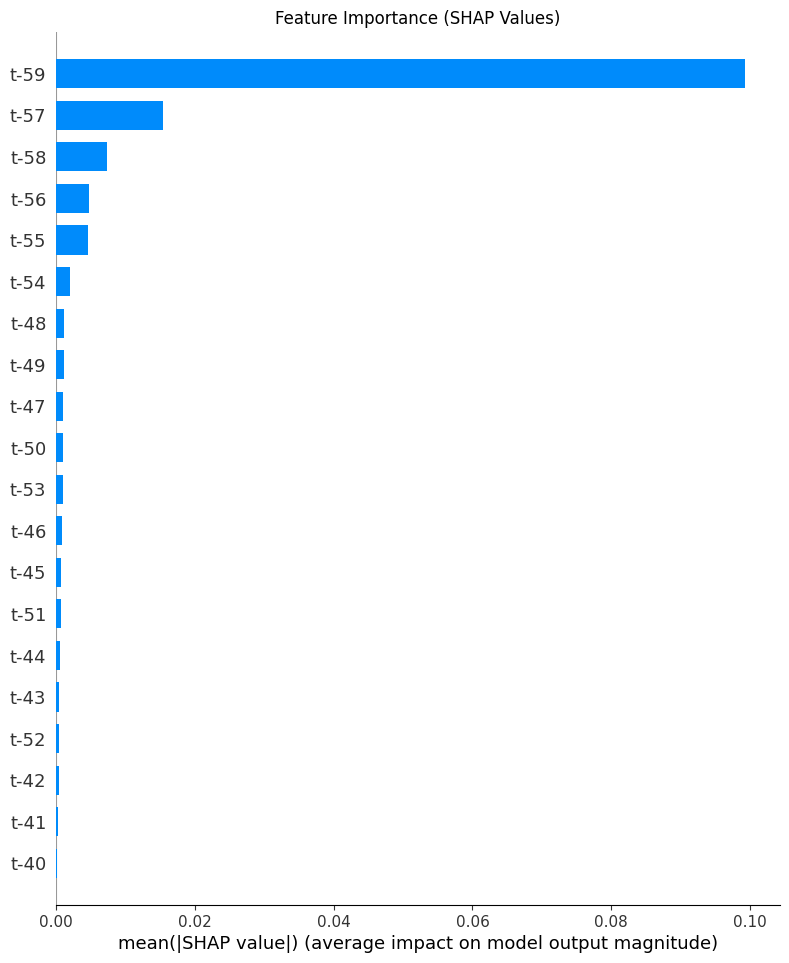 Feature Importance (SHAP Values)
t-59
t-57
t-58
t-56
t-55
t-54
t-48
t-49
t-47
t-50
t-53
t-46
t-45
t-51
t-44
t-43
t-52
t-42
t-41
t-40
0.00 0.02 0.04 0.06 0.08 0.10
mean(|SHAP value|) (average impact on model output magnitude)